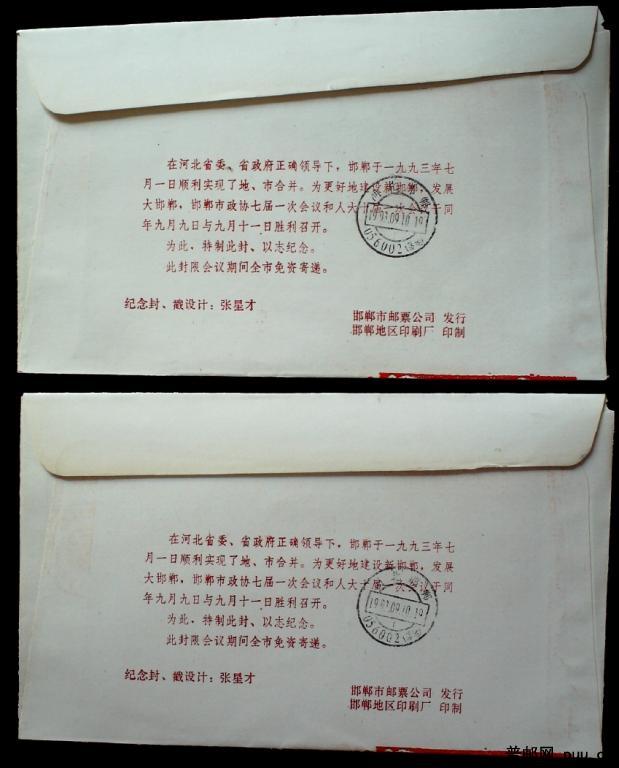 在河北省委、省政府正确领导下，邯郸于一九九三年七
月一日顺利实现了地、市合并。为更好地建设新邯郸，发展
大邯郸，邯郸市政协七届一次会议和人大十届一次会议于同
年九月九日与九月十一日胜利召开。
为此，特制此封、以志纪念。
此封限会议期间全市免资寄递。
纪念封、戳设计：张星才
邯郸市邮票公司 发行
邯郸地区印刷厂 印制
1993.09.10.19
056002
在河北省委、省政府正确领导下，邯郸于一九九三年七
月一日顺利实现了地、市合并。为更好地建设新邯郸，发展
大邯郸，邯郸市政协七届一次会议和人大十届一次会议于同
年九月九日与九月十一日胜利召开。
为此，特制此封、以志纪念。
此封限会议期间全市免资寄递。
纪念封、戳设计：张星才
邯郸市邮票公司 发行
邯郸地区印刷厂 印制
1993.09.10.19
056002
普邮网